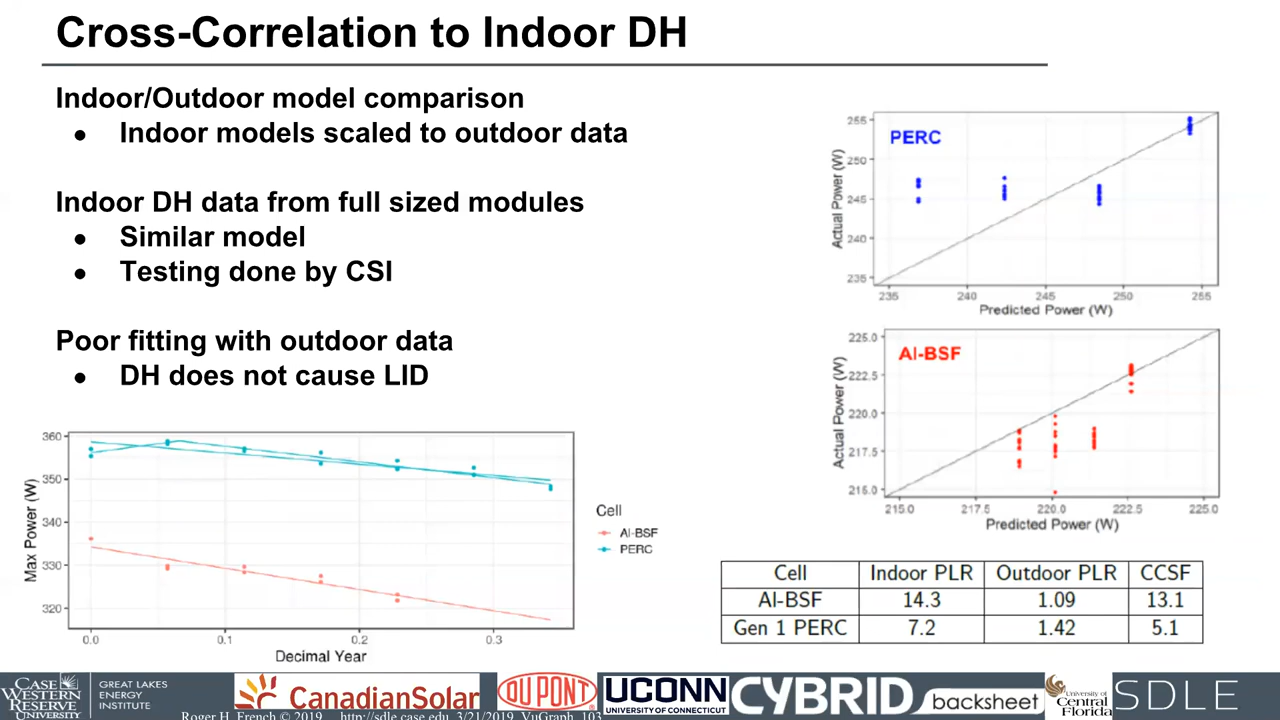 Cross-Correlation to Indoor DH
Indoor/Outdoor model comparison
● Indoor models scaled to outdoor data
Indoor DH data from full sized modules
● Similar model
● Testing done by CSI
Poor fitting with outdoor data
● DH does not cause LID
PERC
Actual Power (W)
255
250
245
240
235
235 240 245 250 255
Predicted Power (W)
Al-BSF
Actual Power (W)
225.0
222.5
220.0
217.5
215.0
215.0 217.5 220.0 222.5 225.0
Predicted Power (W)
Max Power (W)
360
350
340
330
320
0.0 0.1 0.2 0.3
Decimal Year
Cell
Al-BSF
PERC
Cell Indoor PLR Outdoor PLR CCSF
Al-BSF 14.3 1.09 13.1
Gen 1 PERC 7.2 1.42 5.1
CASE WESTERN RESERVE UNIVERSITY
GREAT LAKES ENERGY INSTITUTE
CanadianSolar
DUPONT
UCONN
UNIVERSITY OF CONNECTICUT
CYBRID backsheet
University of Central Florida
SDLE
Roger H. French © 2019 http://sdle.case.edu 3/21/2019, VuGraph 103